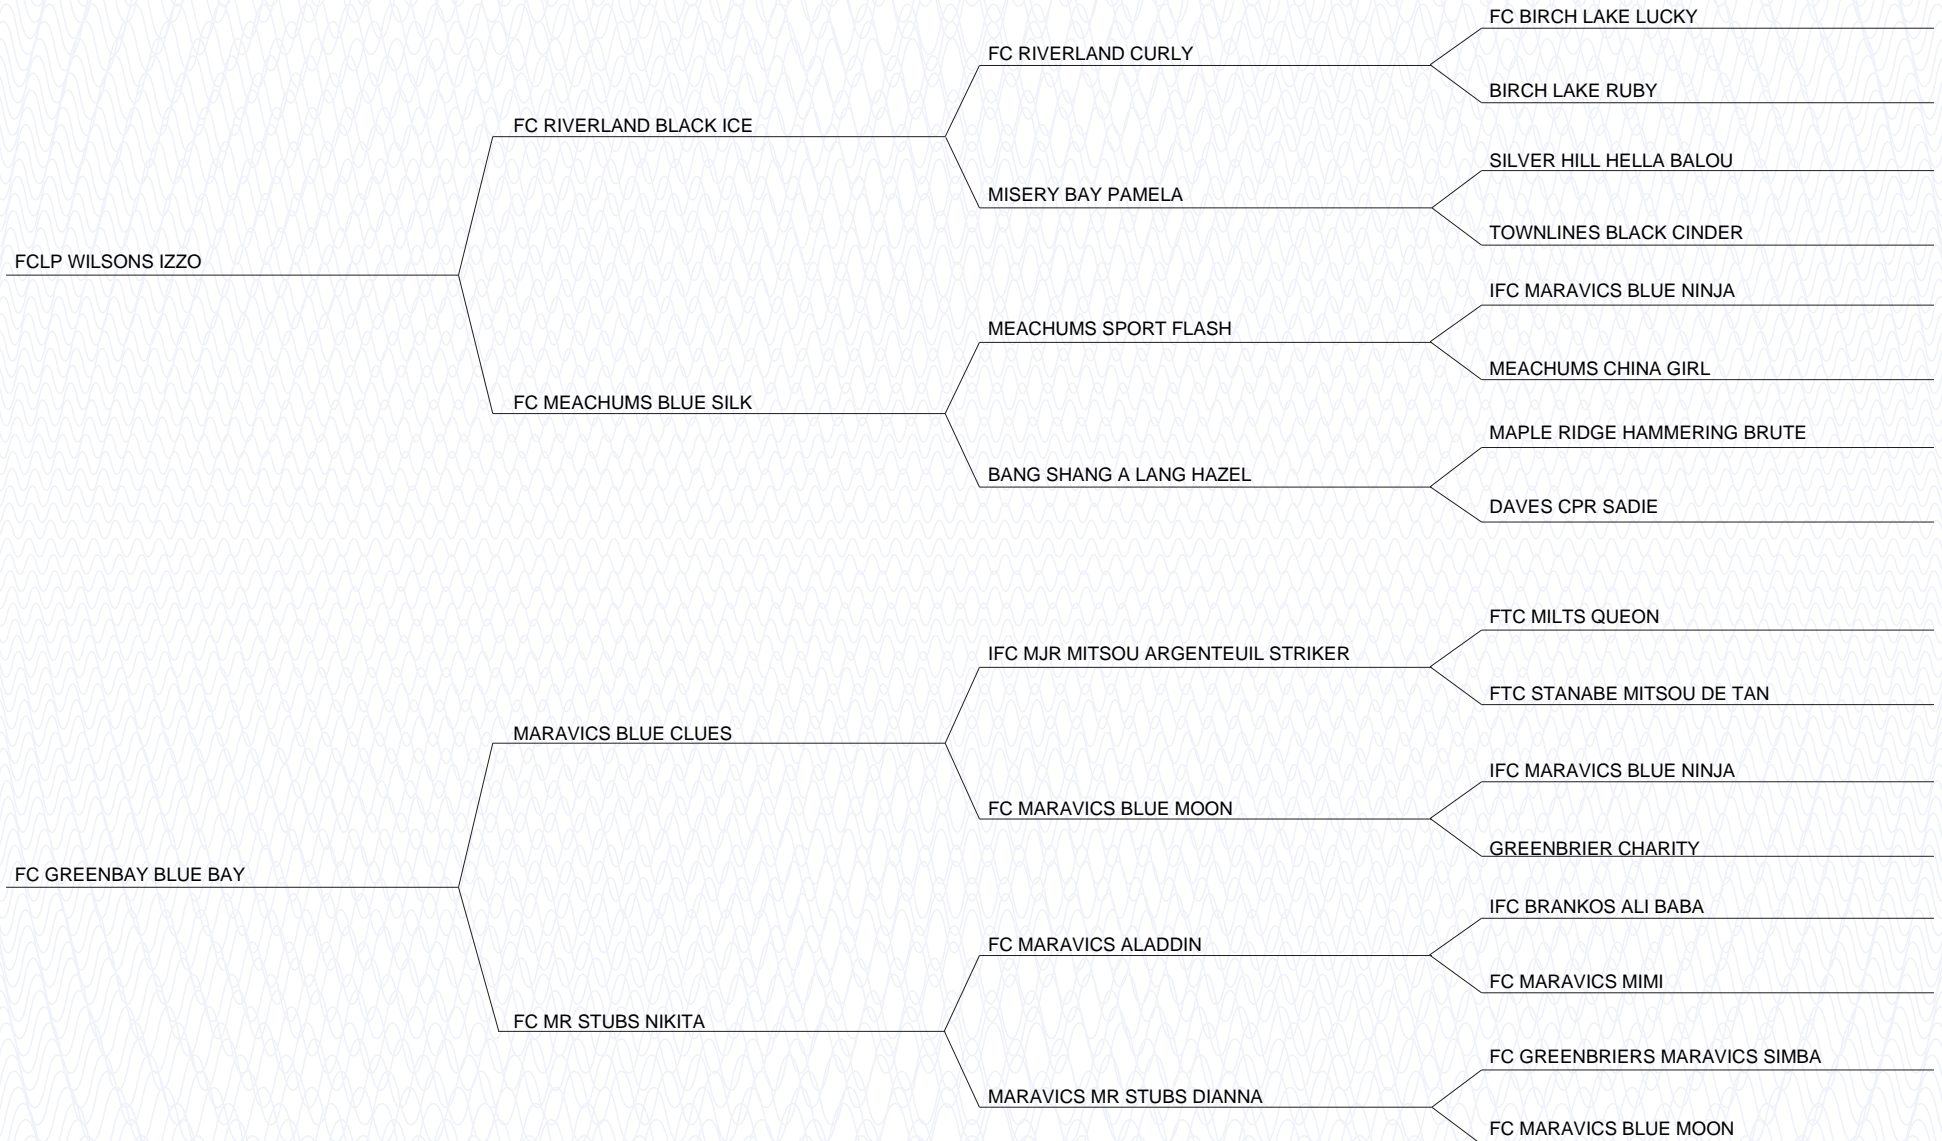 FC BIRCH LAKE LUCKY
FC RIVERLAND CURLY
BIRCH LAKE RUBY
FC RIVERLAND BLACK ICE
SILVER HILL HELLA BALOU
MISERY BAY PAMELA
TOWNLINES BLACK CINDER
FCLP WILSONS IZZO
IFC MARAVICS BLUE NINJA
MEACHUMS SPORT FLASH
MEACHUMS CHINA GIRL
FC MEACHUMS BLUE SILK
MAPLE RIDGE HAMMERING BRUTE
BANG SHANG A LANG HAZEL
DAVES CPR SADIE
FTC MILTS QUEON
IFC MJR MITSOU ARGENTEUIL STRIKER
FTC STANABE MITSOU DE TAN
MARAVICS BLUE CLUES
IFC MARAVICS BLUE NINJA
FC MARAVICS BLUE MOON
GREENBRIER CHARITY
FC GREENBAY BLUE BAY
IFC BRANKOS ALI BABA
FC MARAVICS ALADDIN
FC MARAVICS MIMI
FC MR STUBS NIKITA
FC GREENBRIERS MARAVICS SIMBA
MARAVICS MR STUBS DIANNA
FC MARAVICS BLUE MOON